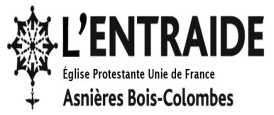 L'ENTRAIDE
Église Protestante Unie de France
Asnières Bois-Colombes